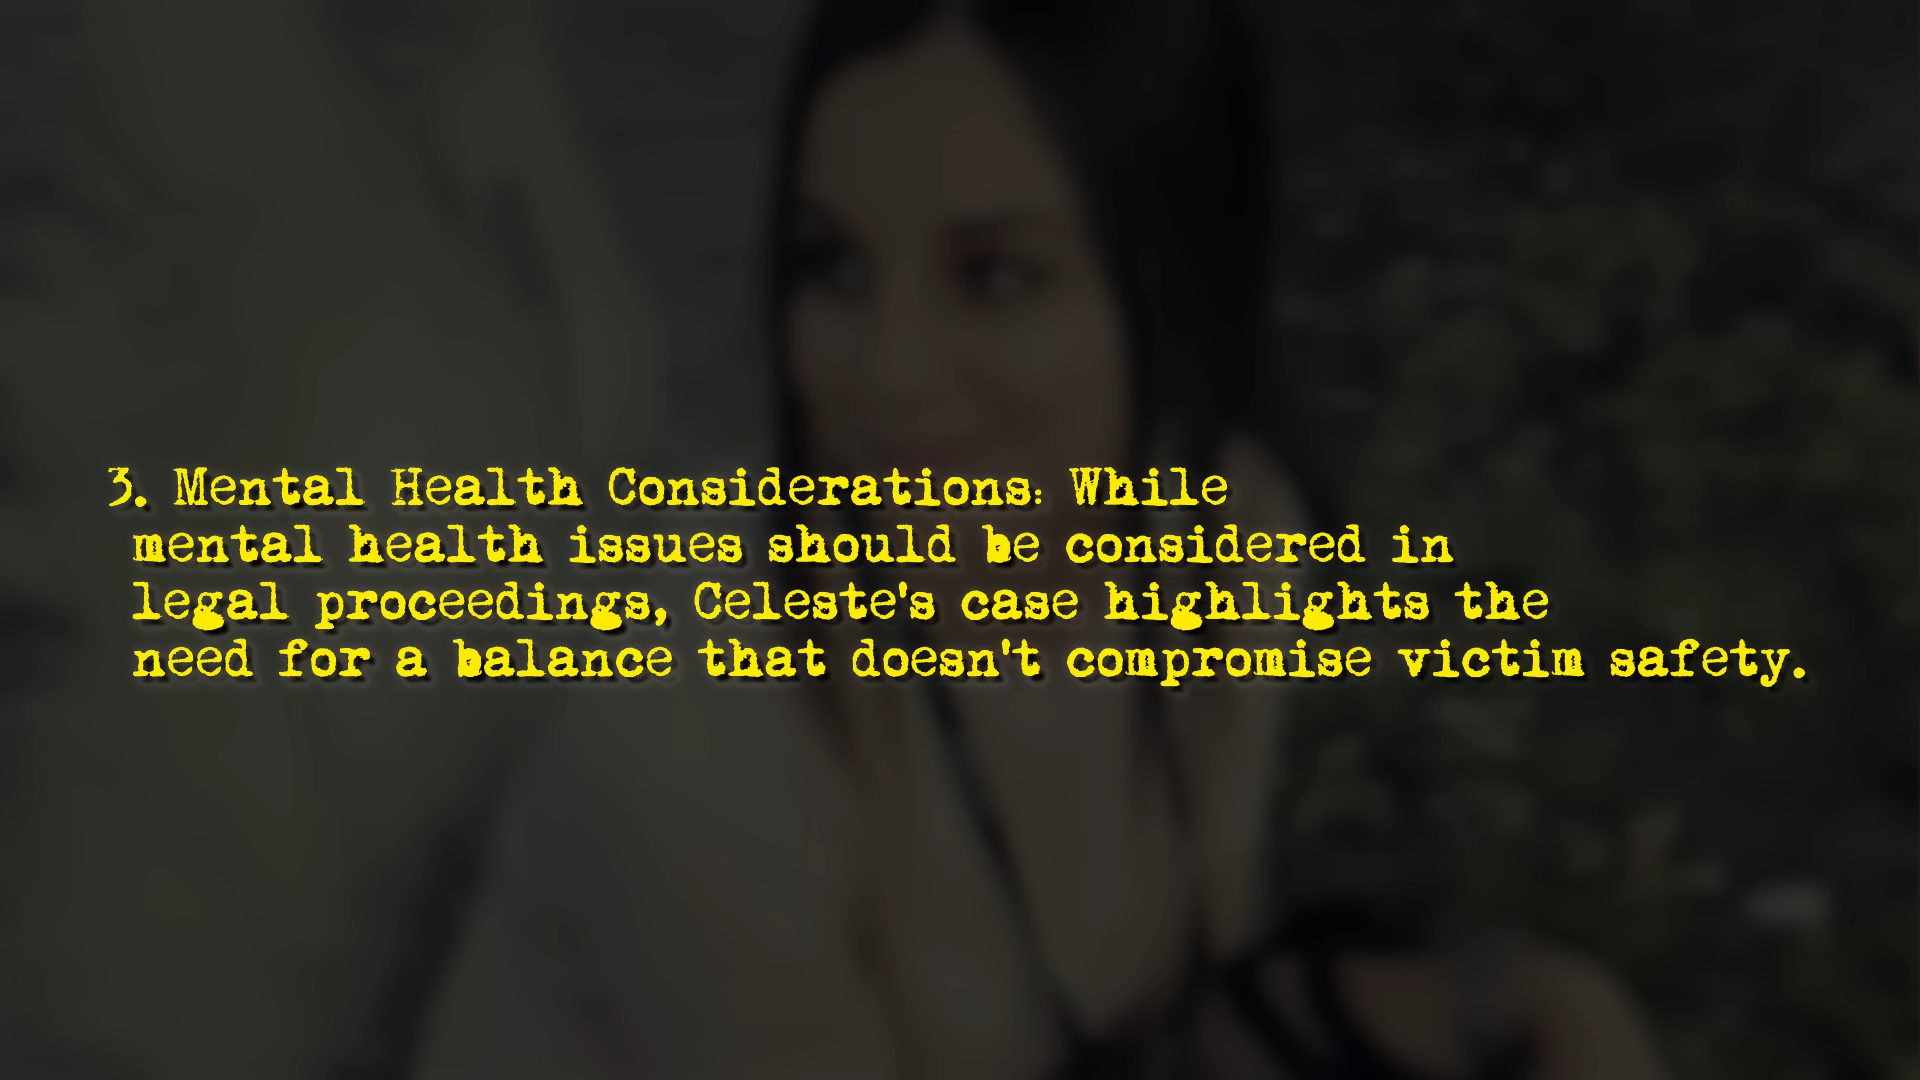 3. Mental Health Considerations: While
mental health issues should be considered in
legal proceedings, Celeste's case highlights the
need for a balance that doesn't compromise victim safety.